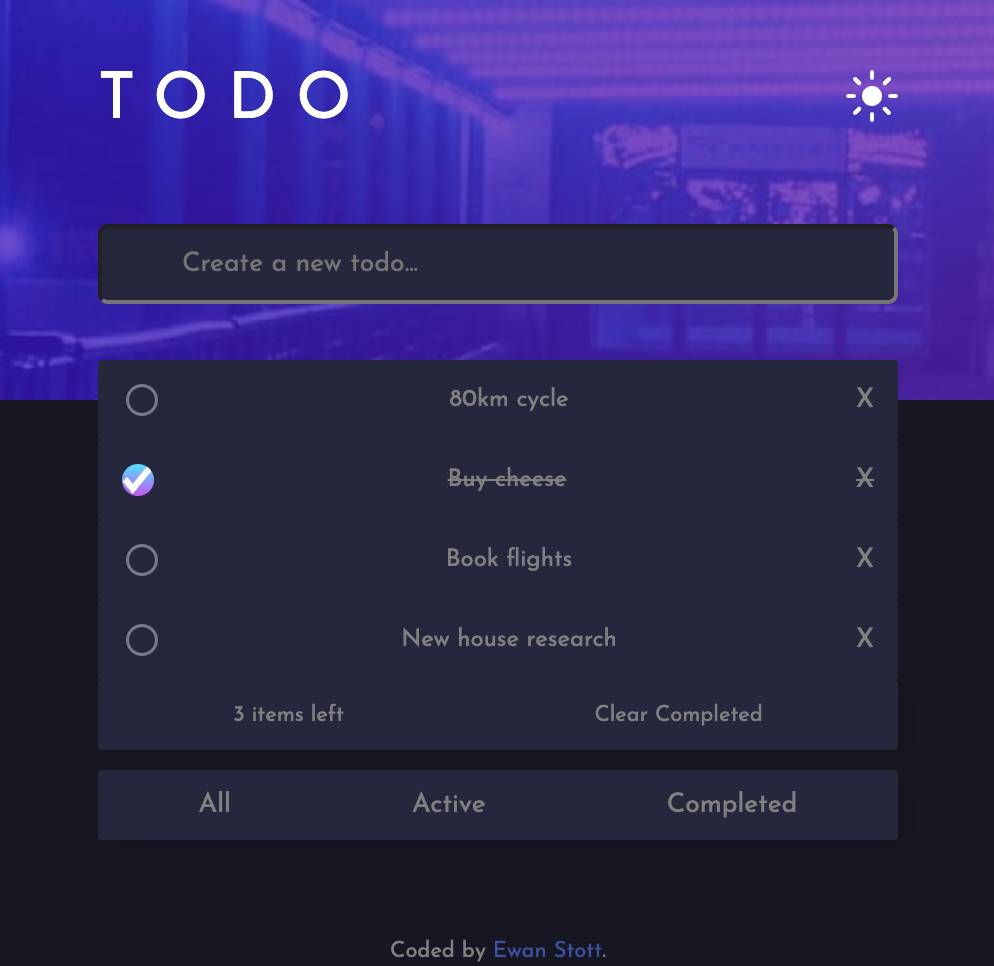 TODO
Create a new todo...
80km cycle X
Buy cheese X
Book flights X
New house research X
3 items left Clear Completed
All Active Completed
Coded by Ewan Stott.